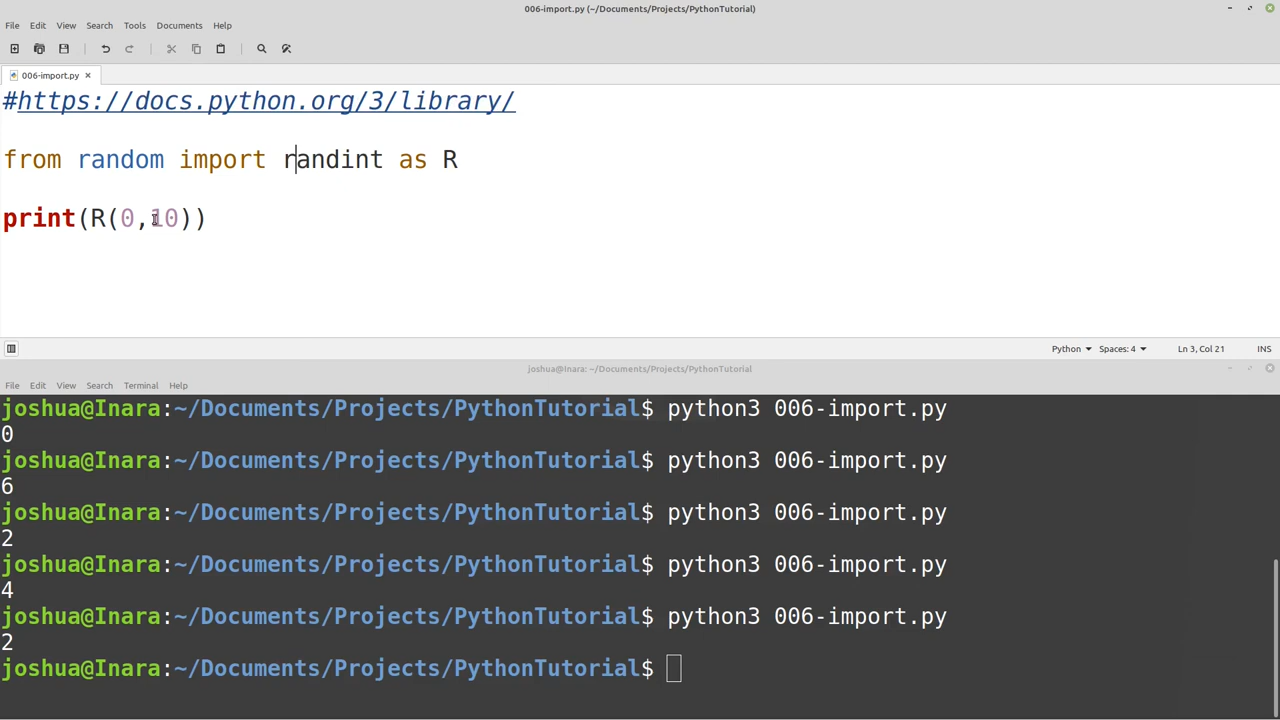 006-import.py (~/Documents/Projects/PythonTutorial)
File Edit View Search Tools Documents Help
006-import.py
#https://docs.python.org/3/library/
from random import randint as R
print(R(0,10))
Python Spaces: 4 Ln 3, Col 21 INS
joshua@Inara: ~/Documents/Projects/PythonTutorial
File Edit View Search Terminal Help
joshua@Inara:~/Documents/Projects/PythonTutorial$ python3 006-import.py
0
joshua@Inara:~/Documents/Projects/PythonTutorial$ python3 006-import.py
6
joshua@Inara:~/Documents/Projects/PythonTutorial$ python3 006-import.py
2
joshua@Inara:~/Documents/Projects/PythonTutorial$ python3 006-import.py
4
joshua@Inara:~/Documents/Projects/PythonTutorial$ python3 006-import.py
2
joshua@Inara:~/Documents/Projects/PythonTutorial$